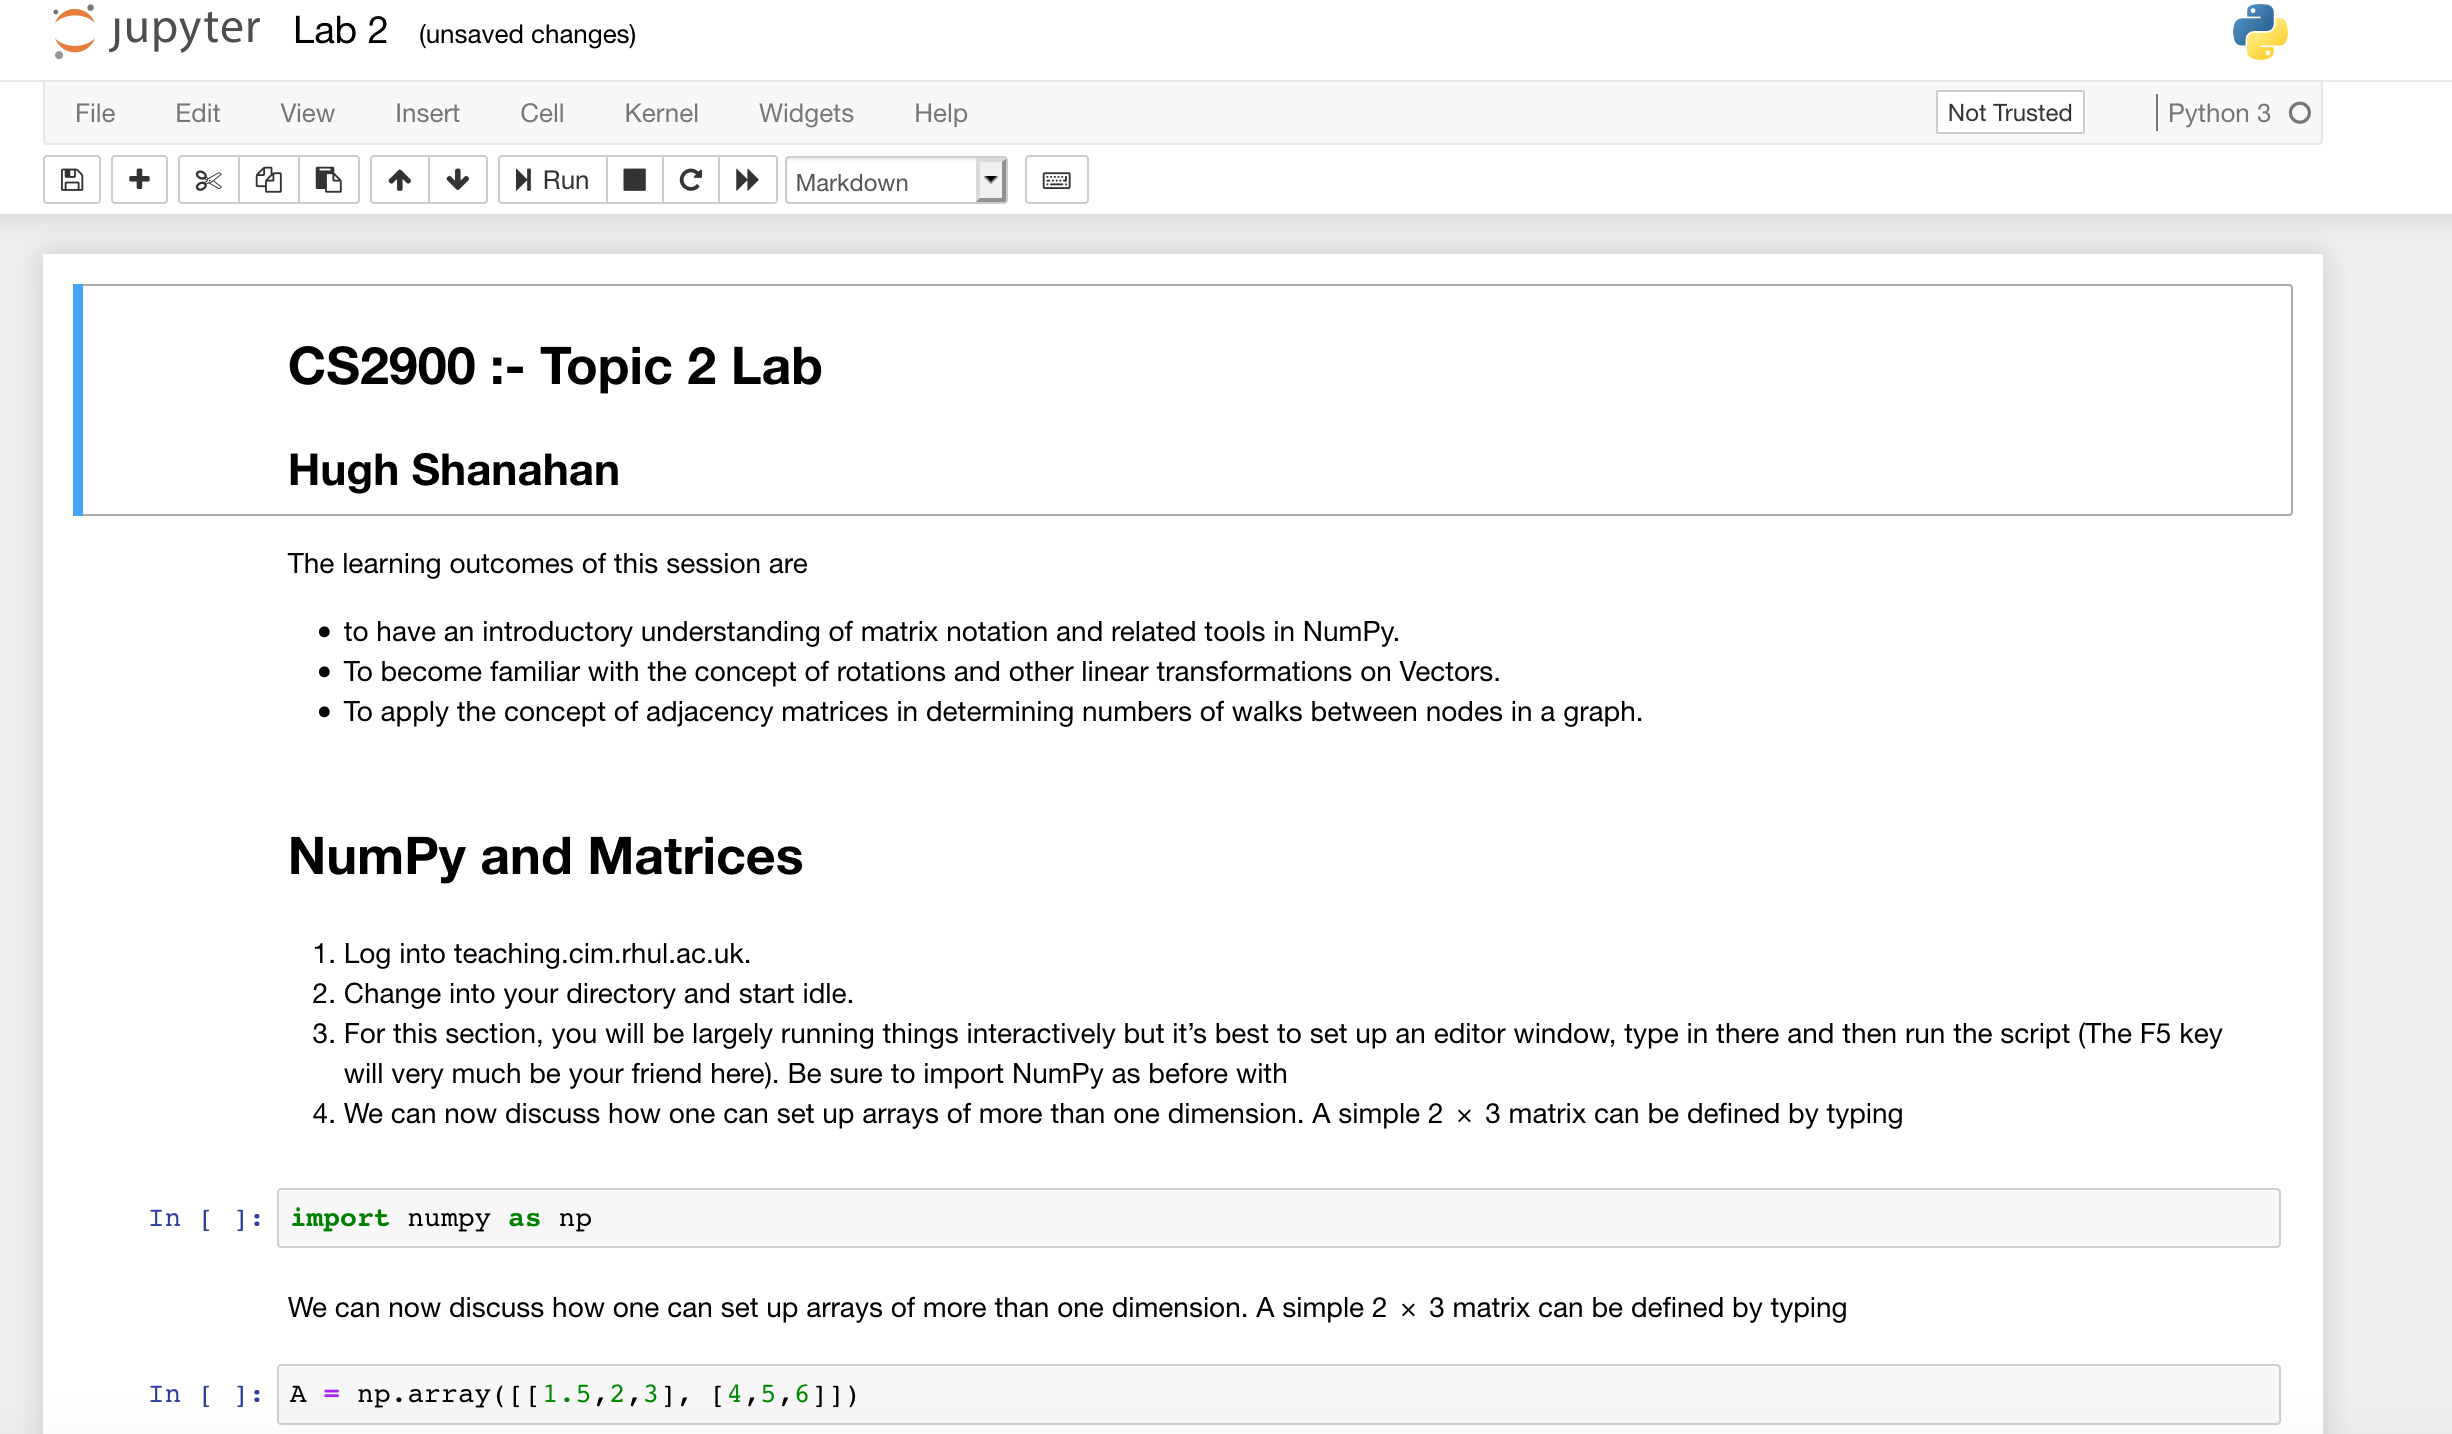 jupyter Lab 2 (unsaved changes)
File Edit View Insert Cell Kernel Widgets Help Not Trusted Python 3
Run Markdown
CS2900 :- Topic 2 Lab
Hugh Shanahan
The learning outcomes of this session are
• to have an introductory understanding of matrix notation and related tools in NumPy.
• To become familiar with the concept of rotations and other linear transformations on Vectors.
• To apply the concept of adjacency matrices in determining numbers of walks between nodes in a graph.
NumPy and Matrices
1. Log into teaching.cim.rhul.ac.uk.
2. Change into your directory and start idle.
3. For this section, you will be largely running things interactively but it’s best to set up an editor window, type in there and then run the script (The F5 key
will very much be your friend here). Be sure to import NumPy as before with
4. We can now discuss how one can set up arrays of more than one dimension. A simple 2 × 3 matrix can be defined by typing
In [ ]: import numpy as np
We can now discuss how one can set up arrays of more than one dimension. A simple 2 × 3 matrix can be defined by typing
In [ ]: A = np.array([[1.5,2,3], [4,5,6]])